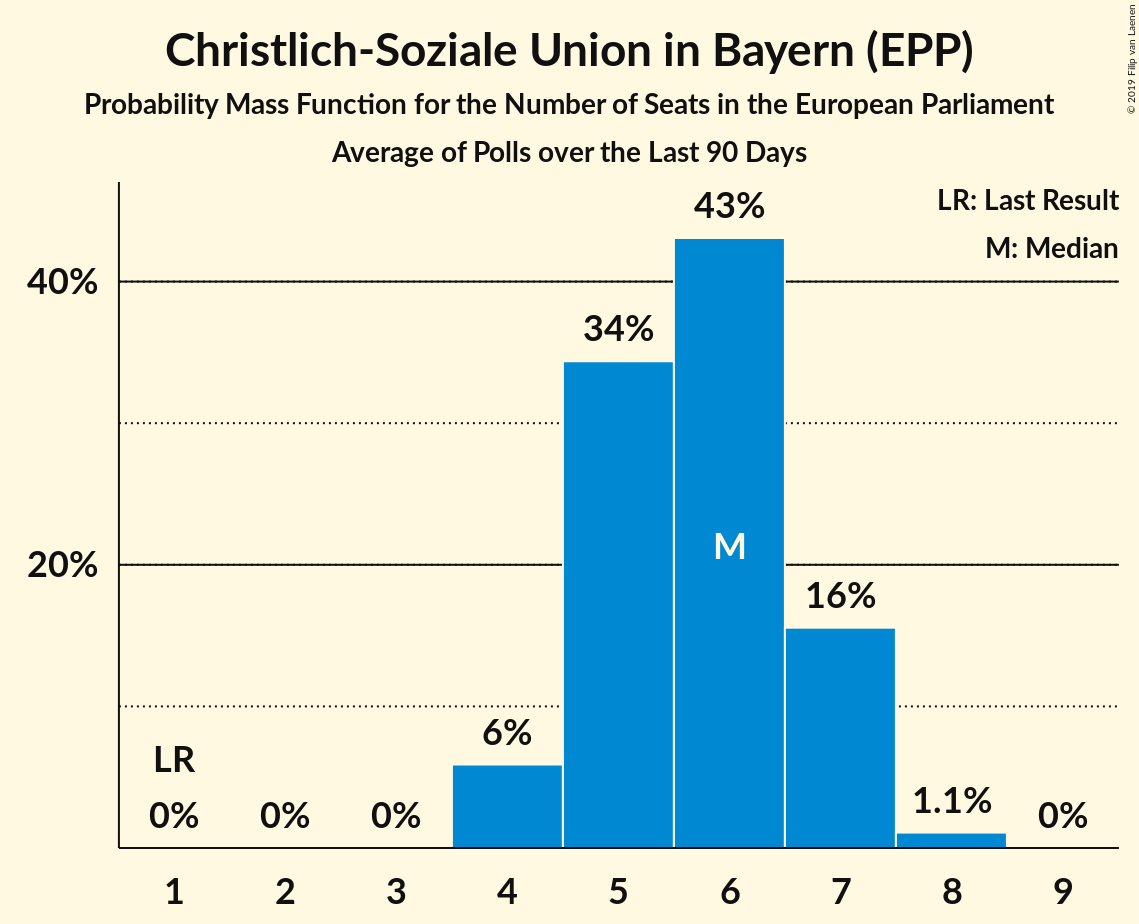 Christlich-Soziale Union in Bayern (EPP)
Probability Mass Function for the Number of Seats in the European Parliament
Average of Polls over the Last 90 Days
© 2019 Filip van Laenen
LR: Last Result
M: Median
43%
40%
34%
M
20%
16%
6%
LR
1.1%
0% 0% 0% 0%
1 2 3 4 5 6 7 8 9